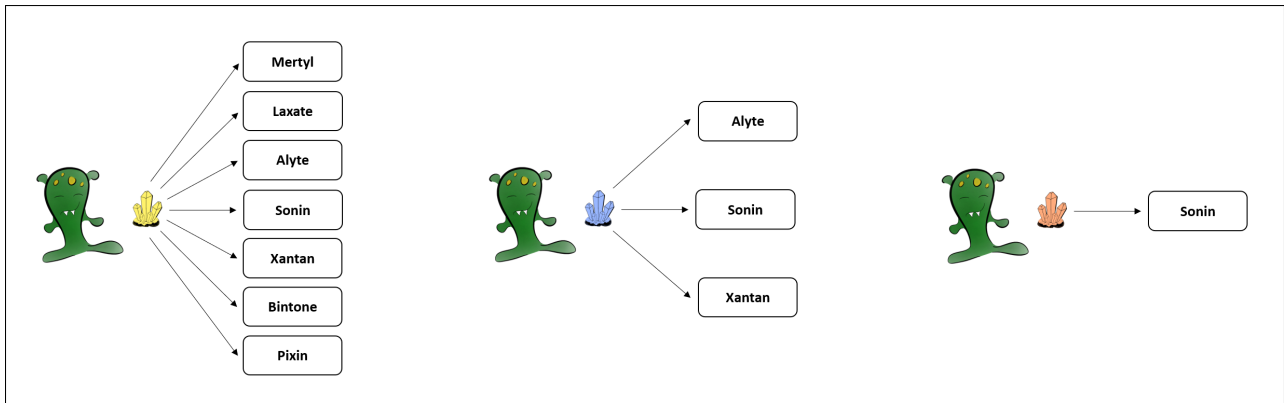 Mertyl
Laxate
Alyte
Sonin
Xantan
Bintone
Pixin
Alyte
Sonin
Xantan
Sonin